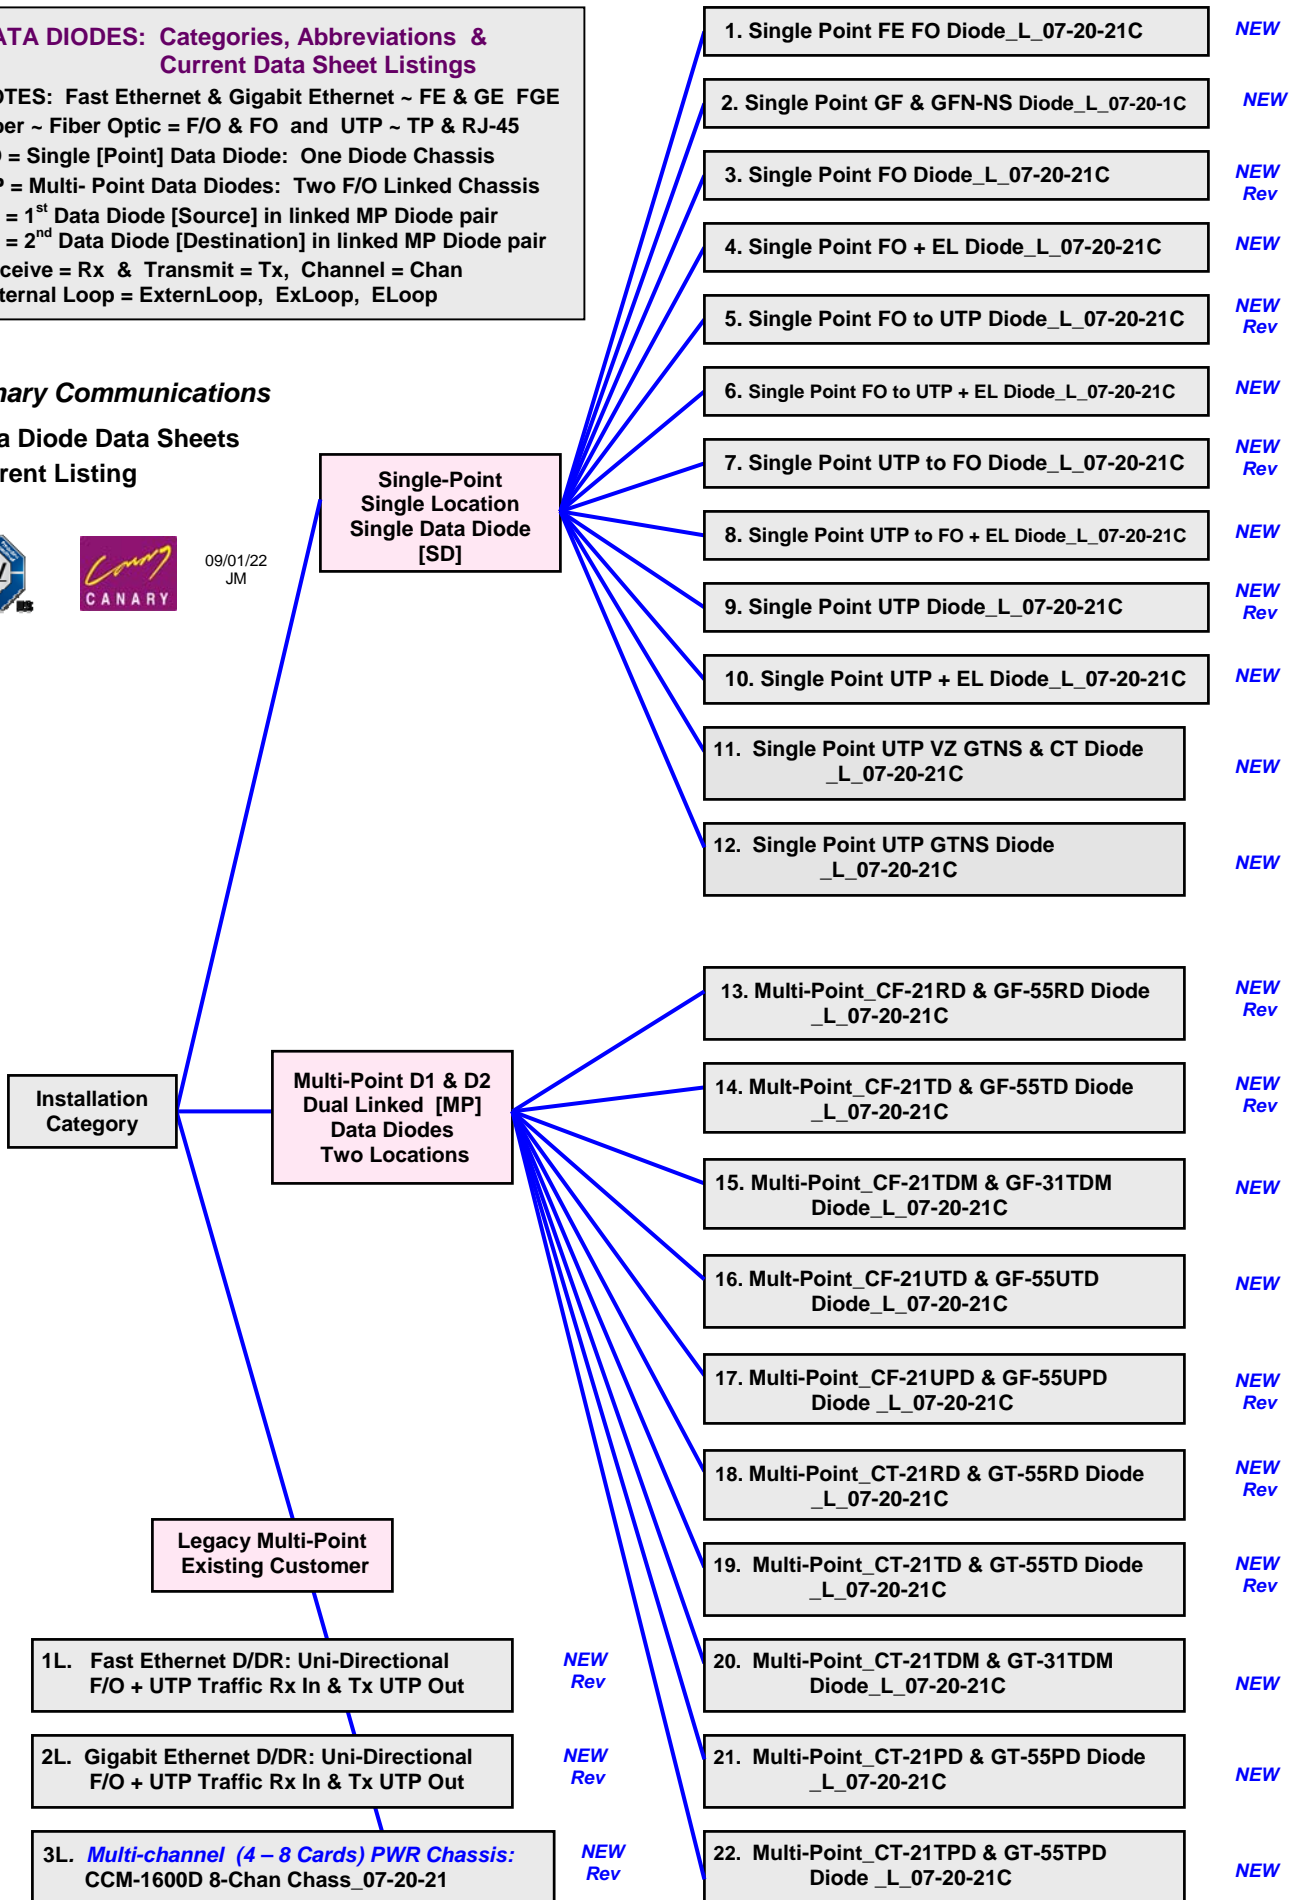 ATA DIODES: Categories, Abbreviations &
Current Data Sheet Listings
OTES: Fast Ethernet & Gigabit Ethernet ~ FE & GE FGE
ber ~ Fiber Optic = F/O & FO and UTP ~ TP & RJ-45
= Single [Point] Data Diode: One Diode Chassis
P = Multi- Point Data Diodes: Two F/O Linked Chassis
= 1st Data Diode [Source] in linked MP Diode pair
= 2nd Data Diode [Destination] in linked MP Diode pair
ceive = Rx & Transmit = Tx, Channel = Chan
ternal Loop = ExternLoop, ExLoop, ELoop
nary Communications
a Diode Data Sheets
rent Listing
CANARY
09/01/22
JM
Single-Point
Single Location
Single Data Diode
[SD]
1. Single Point FE FO Diode_L_07-20-21C
NEW
2. Single Point GF & GFN-NS Diode_L_07-20-1C
NEW
3. Single Point FO Diode_L_07-20-21C
NEW
Rev
4. Single Point FO + EL Diode_L_07-20-21C
NEW
5. Single Point FO to UTP Diode_L_07-20-21C
NEW
Rev
6. Single Point FO to UTP + EL Diode_L_07-20-21C
NEW
7. Single Point UTP to FO Diode_L_07-20-21C
NEW
Rev
8. Single Point UTP to FO + EL Diode_L_07-20-21C
NEW
9. Single Point UTP Diode_L_07-20-21C
NEW
Rev
10. Single Point UTP + EL Diode_L_07-20-21C
NEW
11. Single Point UTP VZ GTNS & CT Diode
_L_07-20-21C
NEW
12. Single Point UTP GTNS Diode
_L_07-20-21C
NEW
Installation
Category
Multi-Point D1 & D2
Dual Linked [MP]
Data Diodes
Two Locations
13. Multi-Point_CF-21RD & GF-55RD Diode
_L_07-20-21C
NEW
Rev
14. Mult-Point_CF-21TD & GF-55TD Diode
_L_07-20-21C
NEW
Rev
15. Multi-Point_CF-21TDM & GF-31TDM
Diode_L_07-20-21C
NEW
16. Mult-Point_CF-21UTD & GF-55UTD
Diode_L_07-20-21C
NEW
17. Multi-Point_CF-21UPD & GF-55UPD
Diode _L_07-20-21C
NEW
Rev
18. Multi-Point_CT-21RD & GT-55RD Diode
_L_07-20-21C
NEW
Rev
19. Multi-Point_CT-21TD & GT-55TD Diode
_L_07-20-21C
NEW
Rev
20. Multi-Point_CT-21TDM & GT-31TDM
Diode_L_07-20-21C
NEW
21. Multi-Point_CT-21PD & GT-55PD Diode
_L_07-20-21C
NEW
22. Multi-Point_CT-21TPD & GT-55TPD
Diode _L_07-20-21C
NEW
Legacy Multi-Point
Existing Customer
1L. Fast Ethernet D/DR: Uni-Directional
F/O + UTP Traffic Rx In & Tx UTP Out
NEW
Rev
2L. Gigabit Ethernet D/DR: Uni-Directional
F/O + UTP Traffic Rx In & Tx UTP Out
NEW
Rev
3L. Multi-channel (4 – 8 Cards) PWR Chassis:
CCM-1600D 8-Chan Chass_07-20-21
NEW
Rev